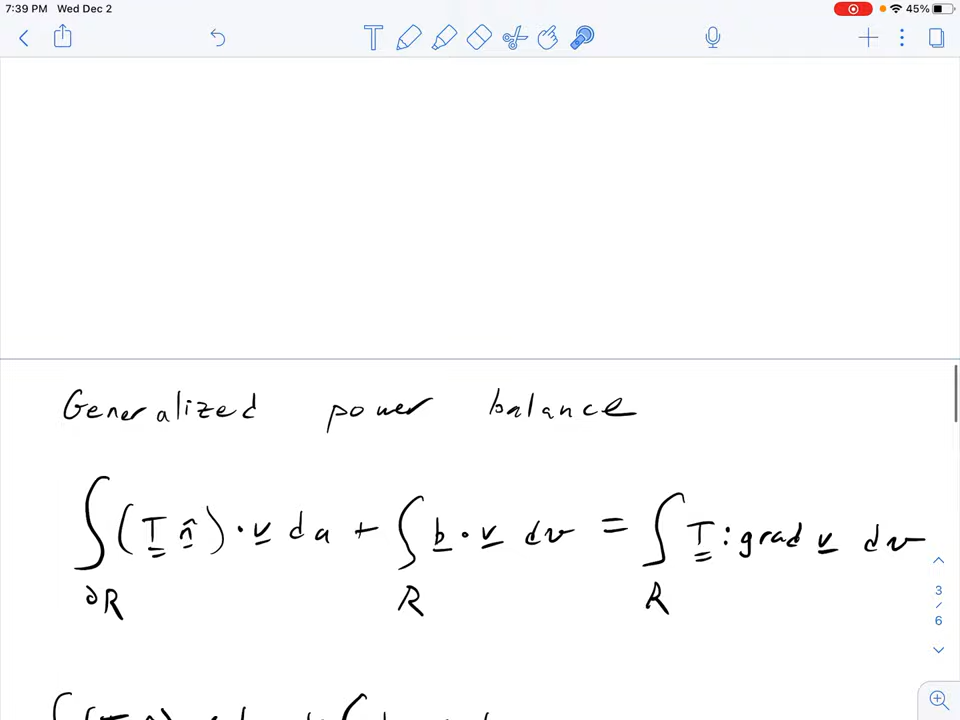 7:39 PM Wed Dec 2 45%
Generalized power balance
∫∂R (T n̂) · v da + ∫R b · v dv = ∫R T : grad v dv
3
/
6